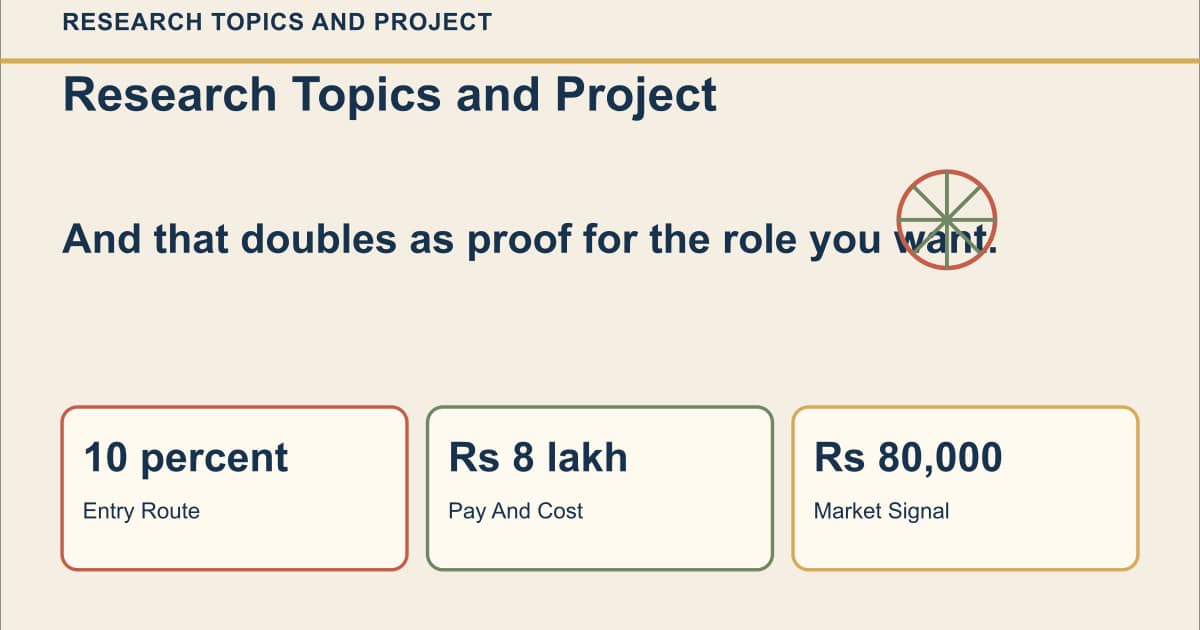 RESEARCH TOPICS AND PROJECT
Research Topics and Project
And that doubles as proof for the role you want.
10 percent
Entry Route
Rs 8 lakh
Pay And Cost
Rs 80,000
Market Signal